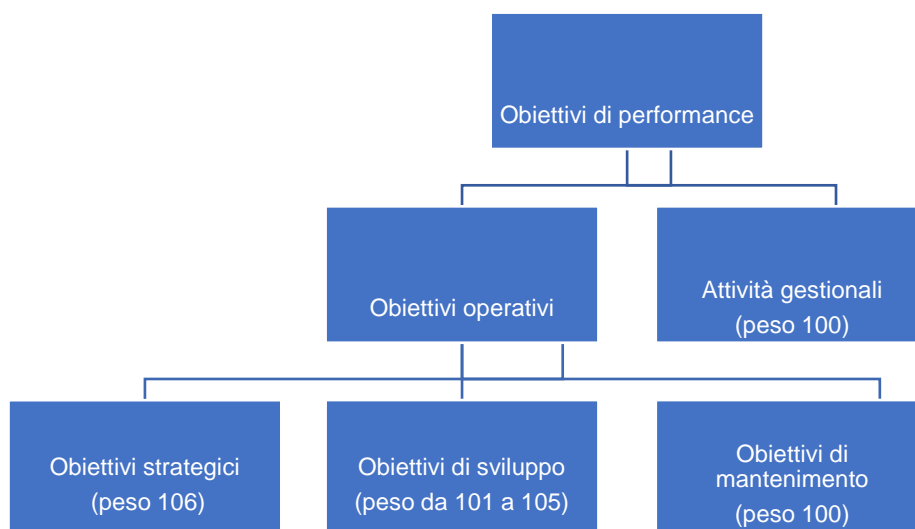 Obiettivi di performance
Obiettivi operativi
Attività gestionali
(peso 100)
Obiettivi strategici
(peso 106)
Obiettivi di sviluppo
(peso da 101 a 105)
Obiettivi di
mantenimento
(peso 100)